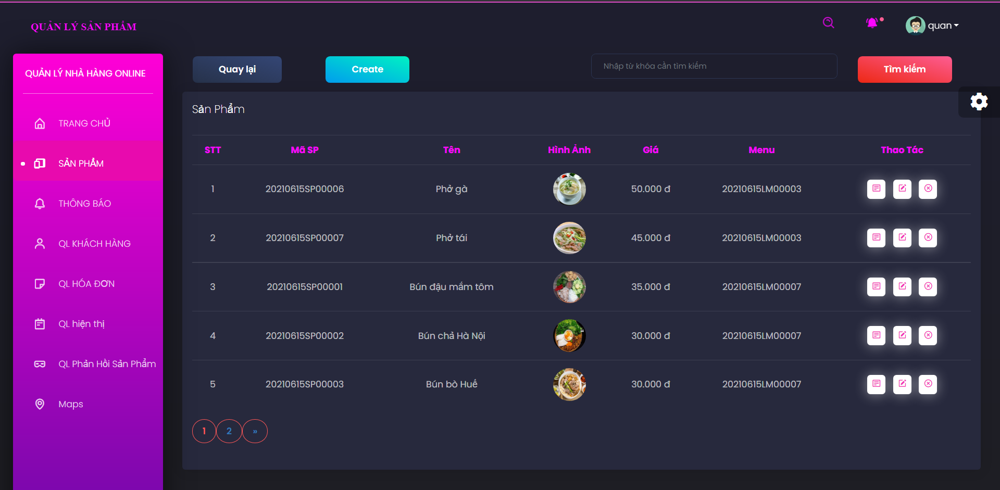 QUẢN LÝ SẢN PHẨM
quan
QUẢN LÝ NHÀ HÀNG ONLINE
TRANG CHỦ
SẢN PHẨM
THÔNG BÁO
QL KHÁCH HÀNG
QL HÓA ĐƠN
QL hiện thị
QL Phản Hồi Sản Phẩm
Maps
Quay lại
Create
Nhập từ khóa cần tìm kiếm
Tìm kiếm
Sản Phẩm
STT Mã SP Tên Hình Ảnh Giá Menu Thao Tác
1 20210615SP00006 Phở gà 50.000 đ 20210615LM00003
2 20210615SP00007 Phở tái 45.000 đ 20210615LM00003
3 20210615SP00001 Bún đậu mắm tôm 35.000 đ 20210615LM00007
4 20210615SP00002 Bún chả Hà Nội 30.000 đ 20210615LM00007
5 20210615SP00003 Bún bò Huế 30.000 đ 20210615LM00007
1 2 »